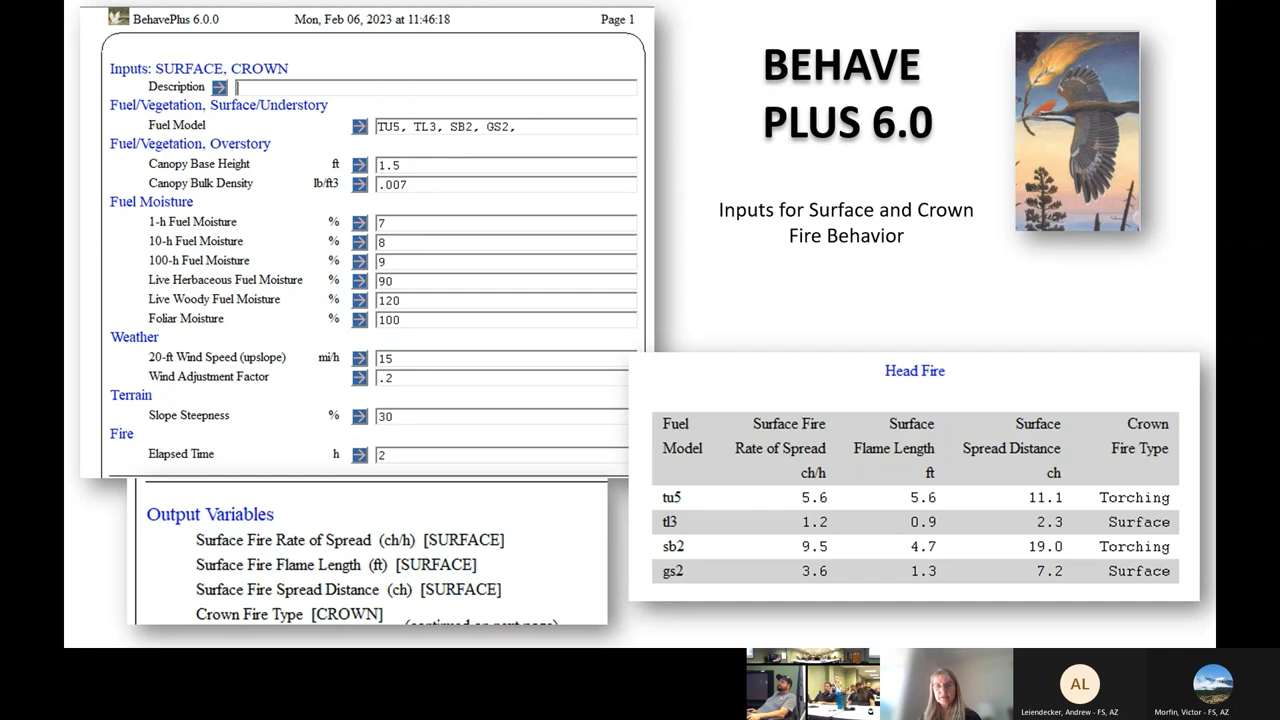 BehavePlus 6.0.0 Mon, Feb 06, 2023 at 11:46:18 Page 1
Inputs: SURFACE, CROWN
Description
Fuel/Vegetation, Surface/Understory
Fuel Model TU5, TL3, SB2, GS2,
Fuel/Vegetation, Overstory
Canopy Base Height ft 1.5
Canopy Bulk Density lb/ft3 .007
Fuel Moisture
1-h Fuel Moisture % 7
10-h Fuel Moisture % 8
100-h Fuel Moisture % 9
Live Herbaceous Fuel Moisture % 90
Live Woody Fuel Moisture % 120
Foliar Moisture % 100
Weather
20-ft Wind Speed (upslope) mi/h 15
Wind Adjustment Factor .2
Terrain
Slope Steepness % 30
Fire
Elapsed Time h 2
Output Variables
Surface Fire Rate of Spread (ch/h) [SURFACE]
Surface Fire Flame Length (ft) [SURFACE]
Surface Fire Spread Distance (ch) [SURFACE]
Crown Fire Type [CROWN]
(continued on next page)
BEHAVE
PLUS 6.0
Inputs for Surface and Crown
Fire Behavior
Head Fire
Fuel Surface Fire Surface Surface Crown
Model Rate of Spread Flame Length Spread Distance Fire Type
ch/h ft ch
tu5 5.6 5.6 11.1 Torching
tl3 1.2 0.9 2.3 Surface
sb2 9.5 4.7 19.0 Torching
gs2 3.6 1.3 7.2 Surface
AL
Leiendecker, Andrew - FS, AZ
Morfin, Victor - FS, AZ